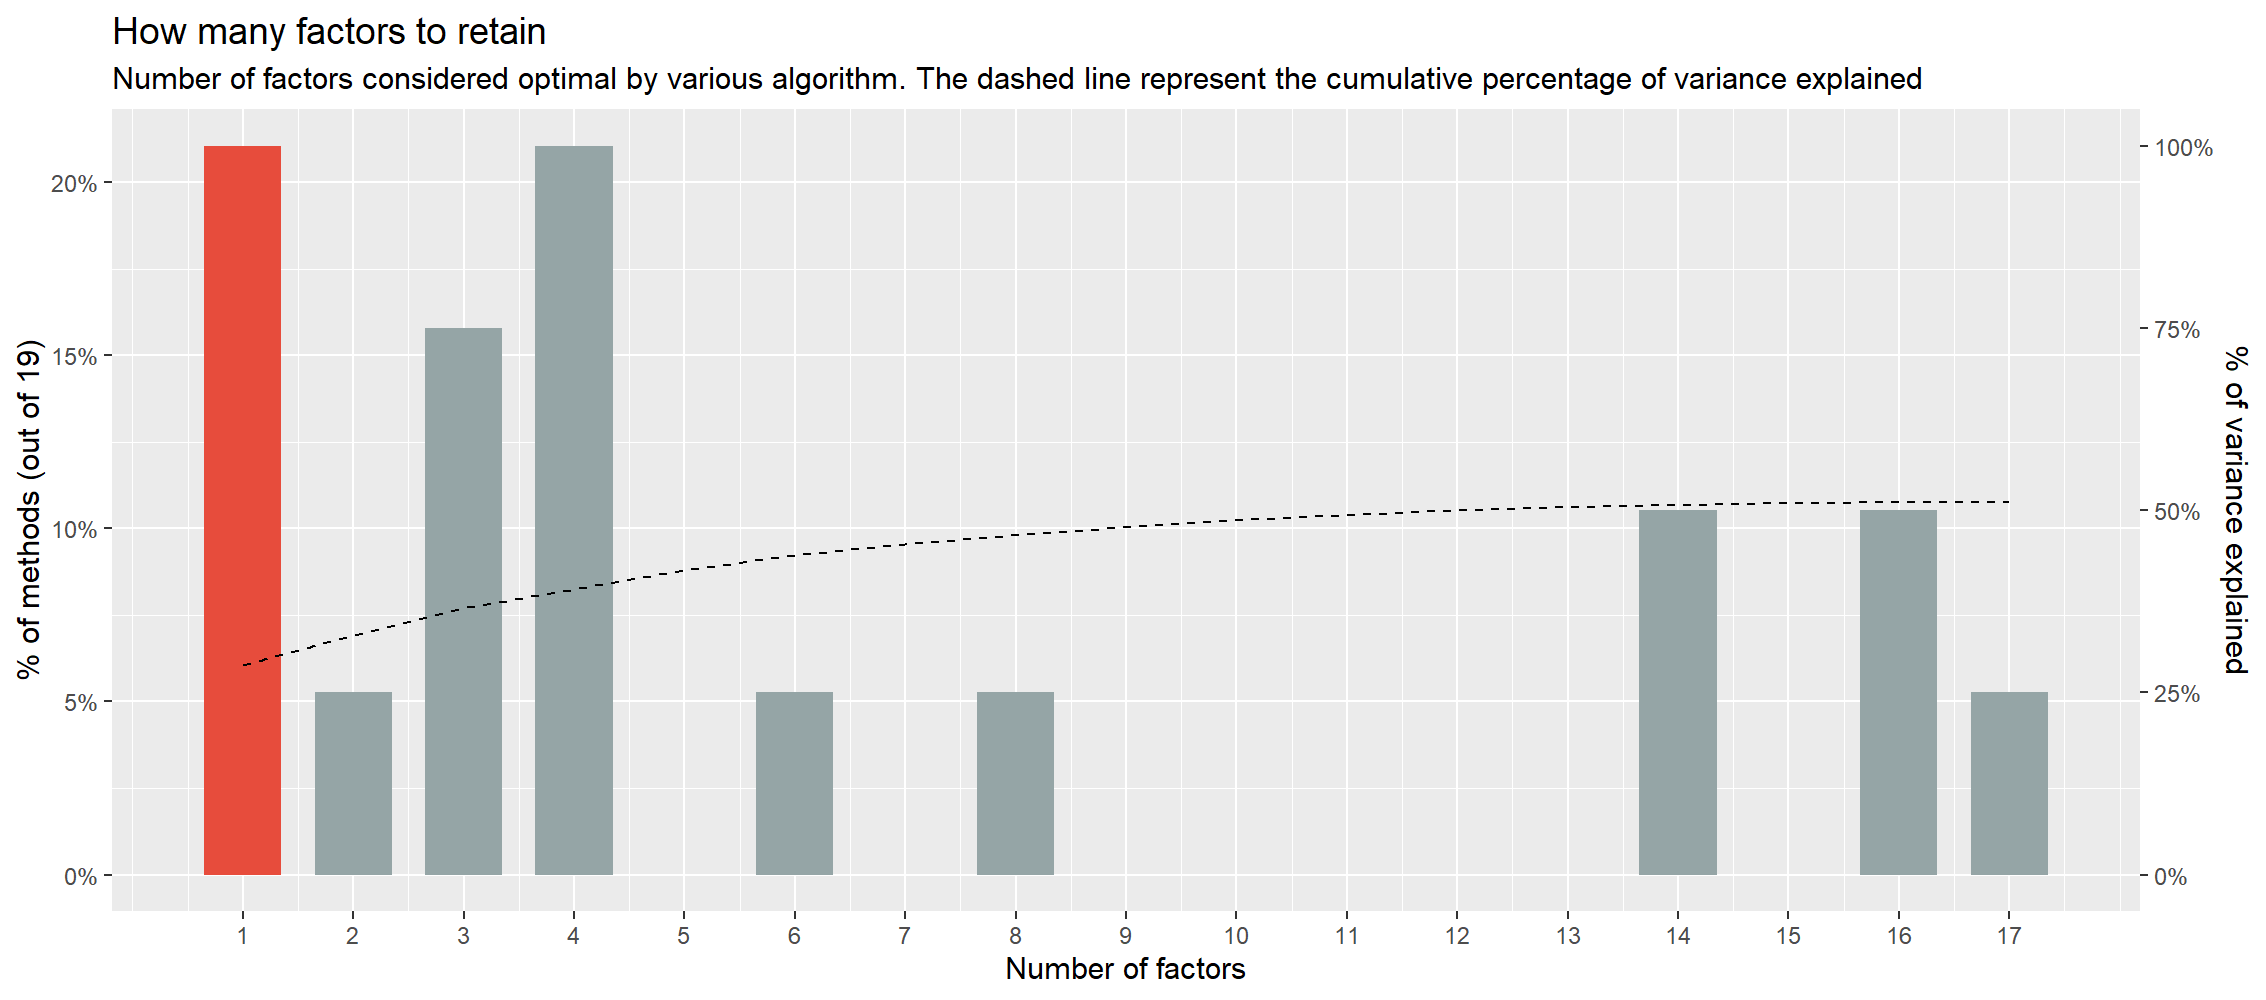 How many factors to retain
Number of factors considered optimal by various algorithm. The dashed line represent the cumulative percentage of variance explained
% of methods (out of 19)
20%
15%
10%
5%
0%
100%
75%
50%
25%
0%
% of variance explained
1 2 3 4 5 6 7 8 9 10 11 12 13 14 15 16 17
Number of factors